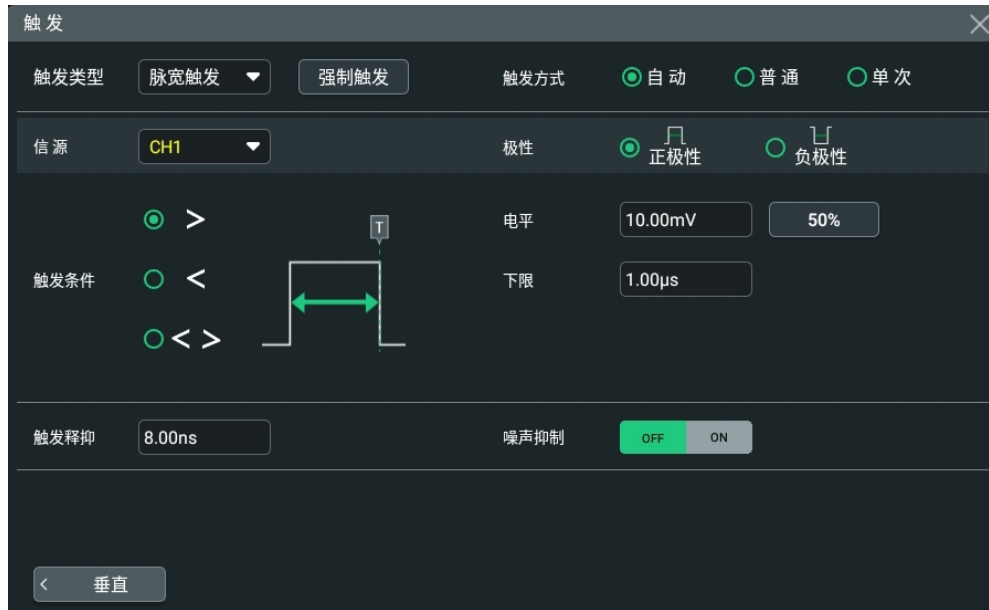 触发
触发类型 脉宽触发 强制触发 触发方式 自动 普通 单次
信源 CH1 极性 正极性 负极性
> T 电平 10.00mV 50%
触发条件 < 下限 1.00μs
< >
触发释抑 8.00ns 噪声抑制 OFF ON
< 垂直